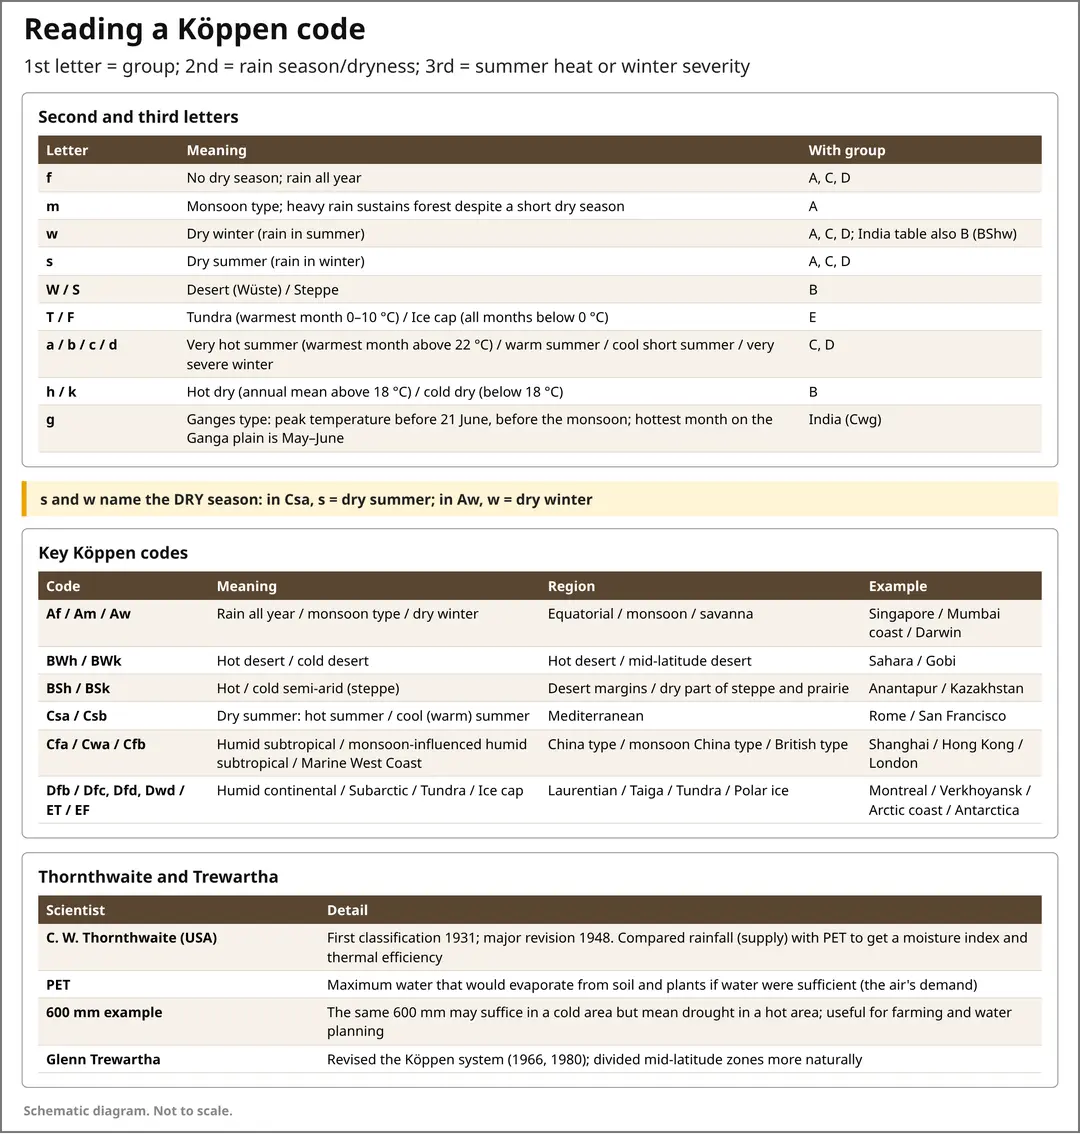 Reading a Köppen code
1st letter = group; 2nd = rain season/dryness; 3rd = summer heat or winter severity
Second and third letters
Letter Meaning With group
f No dry season; rain all year A, C, D
m Monsoon type; heavy rain sustains forest despite a short dry season A
w Dry winter (rain in summer) A, C, D; India table also B (BShw)
s Dry summer (rain in winter) A, C, D
W / S Desert (Wüste) / Steppe B
T / F Tundra (warmest month 0–10 °C) / Ice cap (all months below 0 °C) E
a / b / c / d Very hot summer (warmest month above 22 °C) / warm summer / cool short summer / very C, D
severe winter
h / k Hot dry (annual mean above 18 °C) / cold dry (below 18 °C) B
g Ganges type: peak temperature before 21 June, before the monsoon; hottest month on the India (Cwg)
Ganga plain is May–June
s and w name the DRY season: in Csa, s = dry summer; in Aw, w = dry winter
Key Köppen codes
Code Meaning Region Example
Af / Am / Aw Rain all year / monsoon type / dry winter Equatorial / monsoon / savanna Singapore / Mumbai
coast / Darwin
BWh / BWk Hot desert / cold desert Hot desert / mid-latitude desert Sahara / Gobi
BSh / BSk Hot / cold semi-arid (steppe) Desert margins / dry part of steppe and prairie Anantapur / Kazakhstan
Csa / Csb Dry summer: hot summer / cool (warm) summer Mediterranean Rome / San Francisco
Cfa / Cwa / Cfb Humid subtropical / monsoon-influenced humid China type / monsoon China type / British type Shanghai / Hong Kong /
subtropical / Marine West Coast London
Dfb / Dfc, Dfd, Dwd / Humid continental / Subarctic / Tundra / Ice cap Laurentian / Taiga / Tundra / Polar ice Montreal / Verkhoyansk /
ET / EF Arctic coast / Antarctica
Thornthwaite and Trewartha
Scientist Detail
C. W. Thornthwaite (USA) First classification 1931; major revision 1948. Compared rainfall (supply) with PET to get a moisture index and
thermal efficiency
PET Maximum water that would evaporate from soil and plants if water were sufficient (the air's demand)
600 mm example The same 600 mm may suffice in a cold area but mean drought in a hot area; useful for farming and water
planning
Glenn Trewartha Revised the Köppen system (1966, 1980); divided mid-latitude zones more naturally
Schematic diagram. Not to scale.